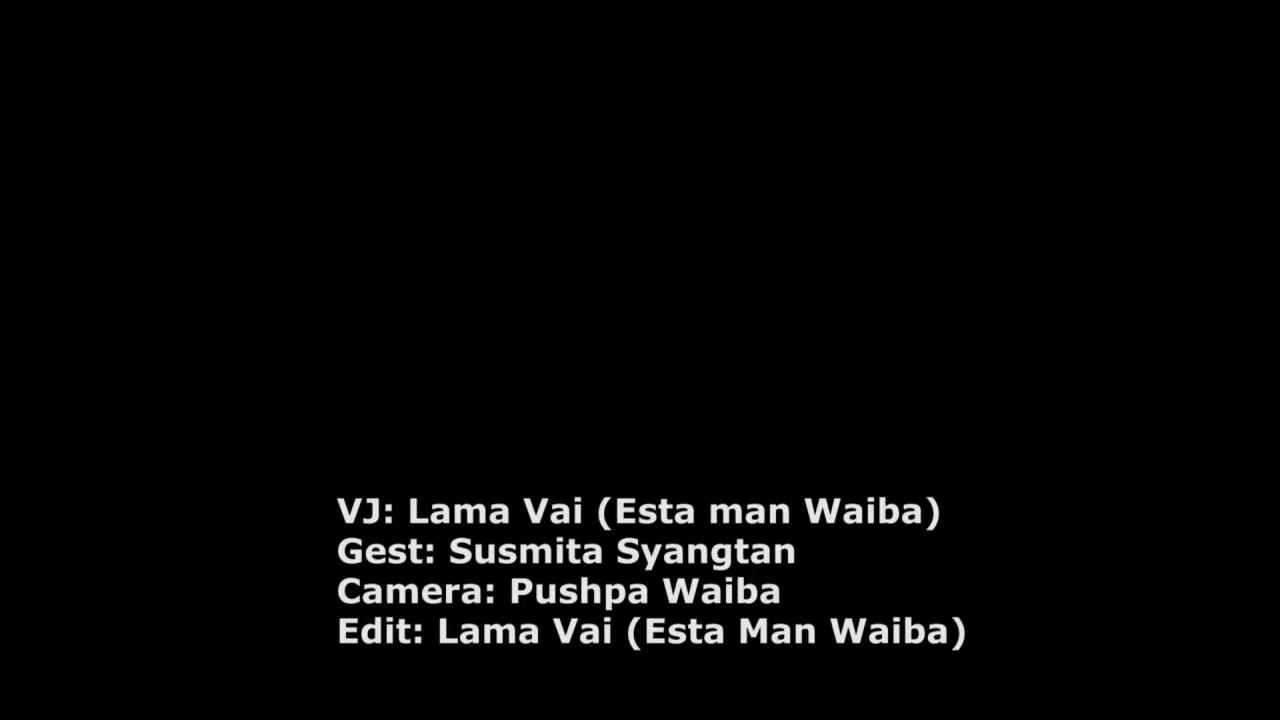 VJ: Lama Vai (Esta man Waiba)
Gest: Susmita Syangtan
Camera: Pushpa Waiba
Edit: Lama Vai (Esta Man Waiba)